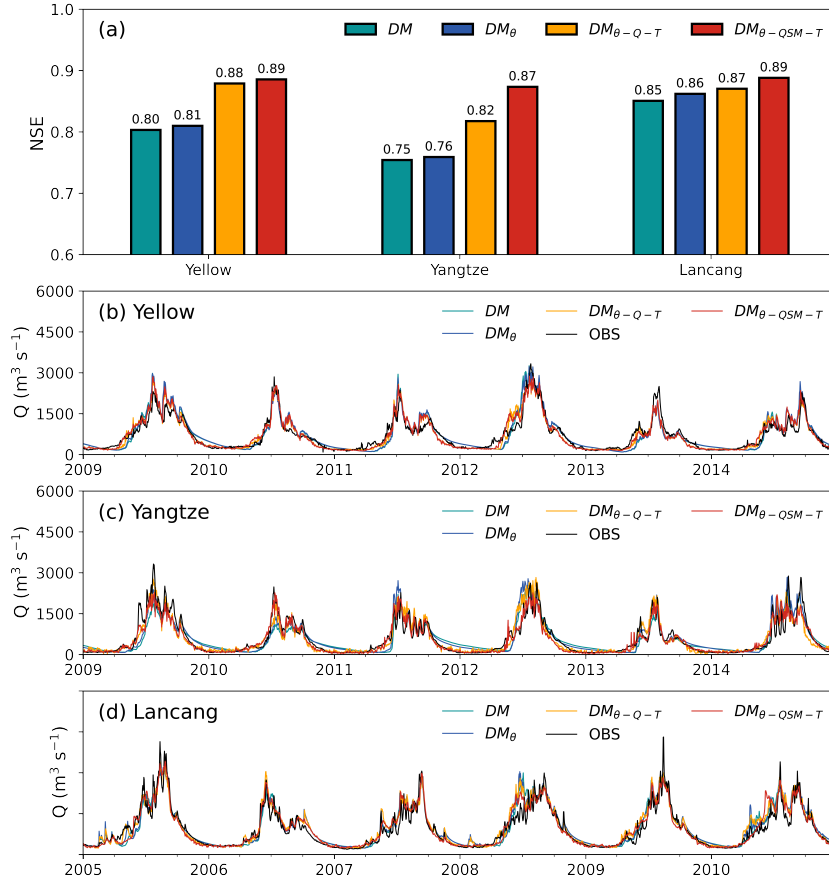 1.0
(a) DM DMθ DMθ−Q−T DMθ−QSM−T
0.9
0.8
0.7
0.6
NSE
0.80 0.81 0.88 0.89
0.75 0.76 0.82 0.87
0.85 0.86 0.87 0.89
Yellow Yangtze Lancang
6000
4500
3000
1500
0
Q (m³ s⁻¹)
(b) Yellow
DM DMθ−Q−T DMθ−QSM−T
DMθ OBS
2009 2010 2011 2012 2013 2014
6000
4500
3000
1500
0
Q (m³ s⁻¹)
(c) Yangtze
DM DMθ−Q−T DMθ−QSM−T
DMθ OBS
2009 2010 2011 2012 2013 2014
Q (m³ s⁻¹)
(d) Lancang
DM DMθ−Q−T DMθ−QSM−T
DMθ OBS
2005 2006 2007 2008 2009 2010